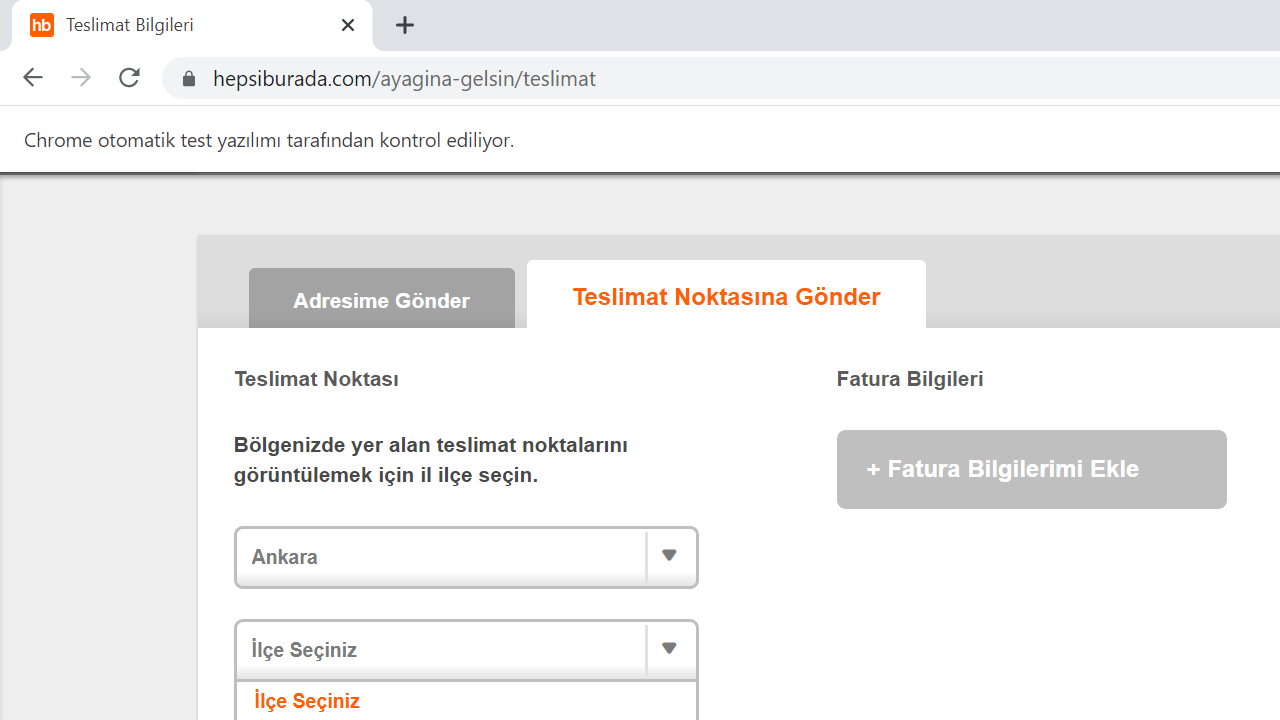 hb Teslimat Bilgileri
hepsiburada.com/ayagina-gelsin/teslimat
Chrome otomatik test yazılımı tarafından kontrol ediliyor.
Adresime Gönder
Teslimat Noktasına Gönder
Teslimat Noktası
Bölgenizde yer alan teslimat noktalarını
görüntülemek için il ilçe seçin.
Ankara
İlçe Seçiniz
İlçe Seçiniz
Fatura Bilgileri
+ Fatura Bilgilerimi Ekle